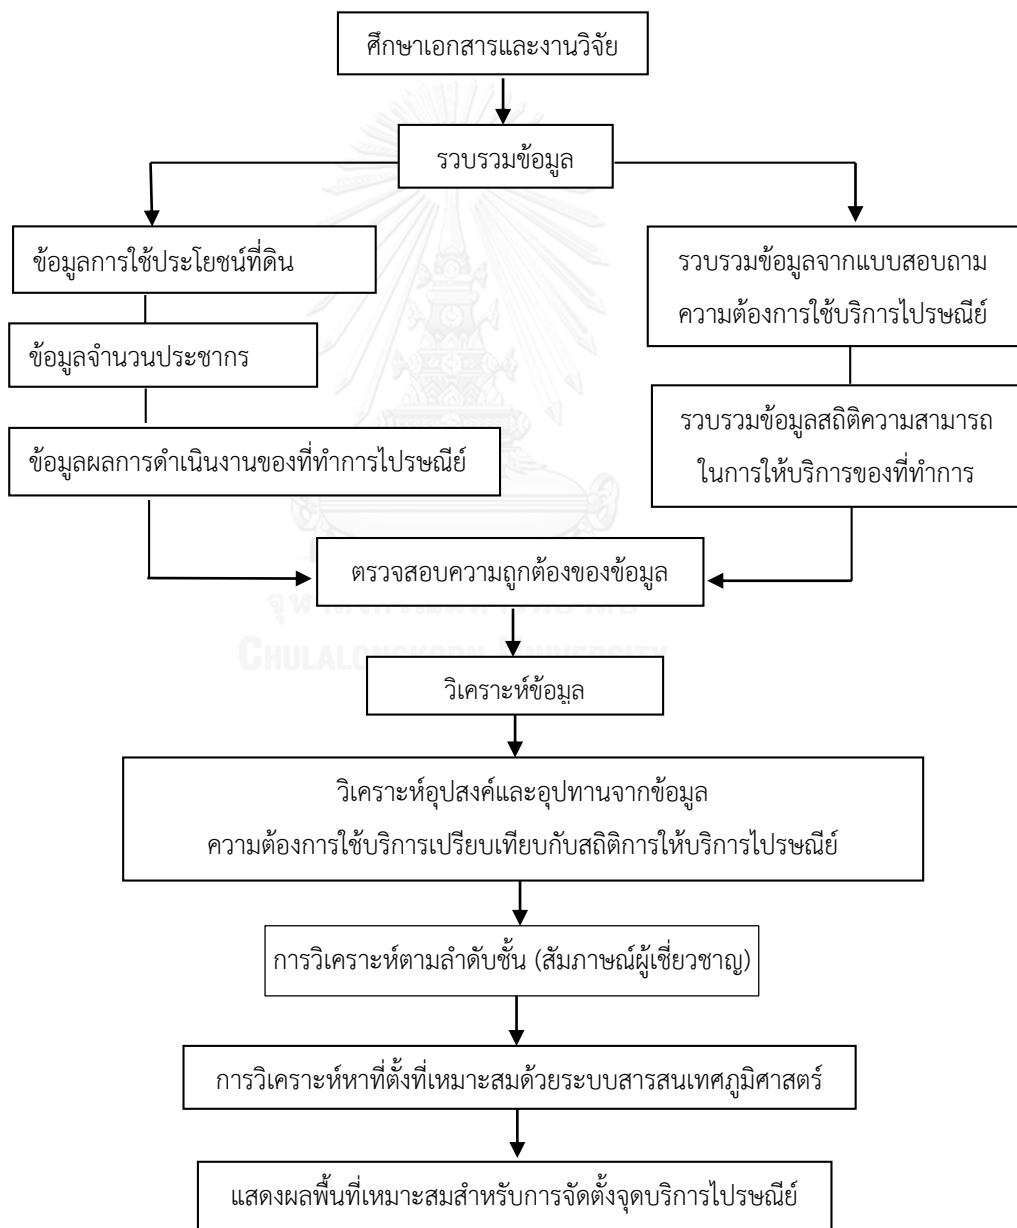 ศึกษาเอกสารและงานวิจัย
รวบรวมข้อมูล
ข้อมูลการใช้ประโยชน์ที่ดิน
ข้อมูลจำนวนประชากร
ข้อมูลผลการดำเนินงานของที่ทำการไปรษณีย์
รวบรวมข้อมูลจากแบบสอบถาม
ความต้องการใช้บริการไปรษณีย์
รวบรวมข้อมูลสถิติความสามารถ
ในการให้บริการของที่ทำการ
ตรวจสอบความถูกต้องของข้อมูล
CHULALONGKORN UNIVERSITY
วิเคราะห์ข้อมูล
วิเคราะห์อุปสงค์และอุปทานจากข้อมูล
ความต้องการใช้บริการเปรียบเทียบกับสถิติการให้บริการไปรษณีย์
การวิเคราะห์ตามลำดับชั้น (สัมภาษณ์ผู้เชี่ยวชาญ)
การวิเคราะห์หาที่ตั้งที่เหมาะสมด้วยระบบสารสนเทศภูมิศาสตร์
แสดงผลพื้นที่เหมาะสมสำหรับการจัดตั้งจุดบริการไปรษณีย์